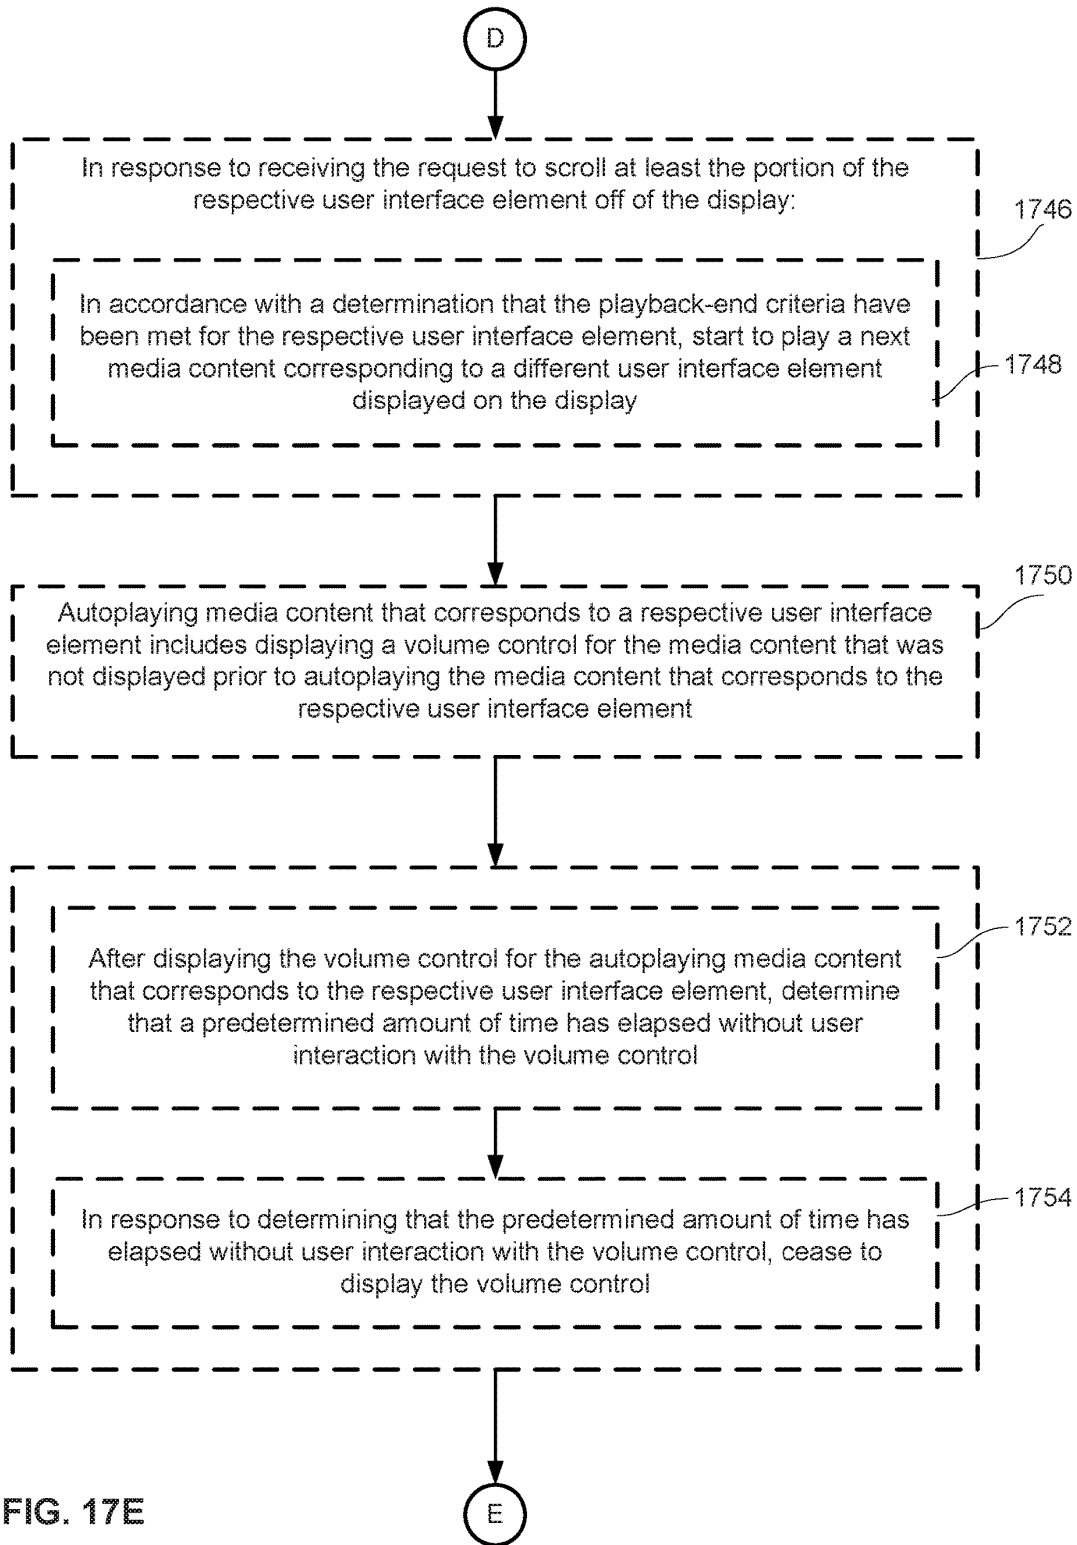 D
In response to receiving the request to scroll at least the portion of the
respective user interface element off of the display:
1746
In accordance with a determination that the playback-end criteria have
been met for the respective user interface element, start to play a next
media content corresponding to a different user interface element
displayed on the display
1748
1750
Autoplaying media content that corresponds to a respective user interface
element includes displaying a volume control for the media content that was
not displayed prior to autoplaying the media content that corresponds to the
respective user interface element
1752
After displaying the volume control for the autoplaying media content
that corresponds to the respective user interface element, determine
that a predetermined amount of time has elapsed without user
interaction with the volume control
1754
In response to determining that the predetermined amount of time has
elapsed without user interaction with the volume control, cease to
display the volume control
FIG. 17E
E